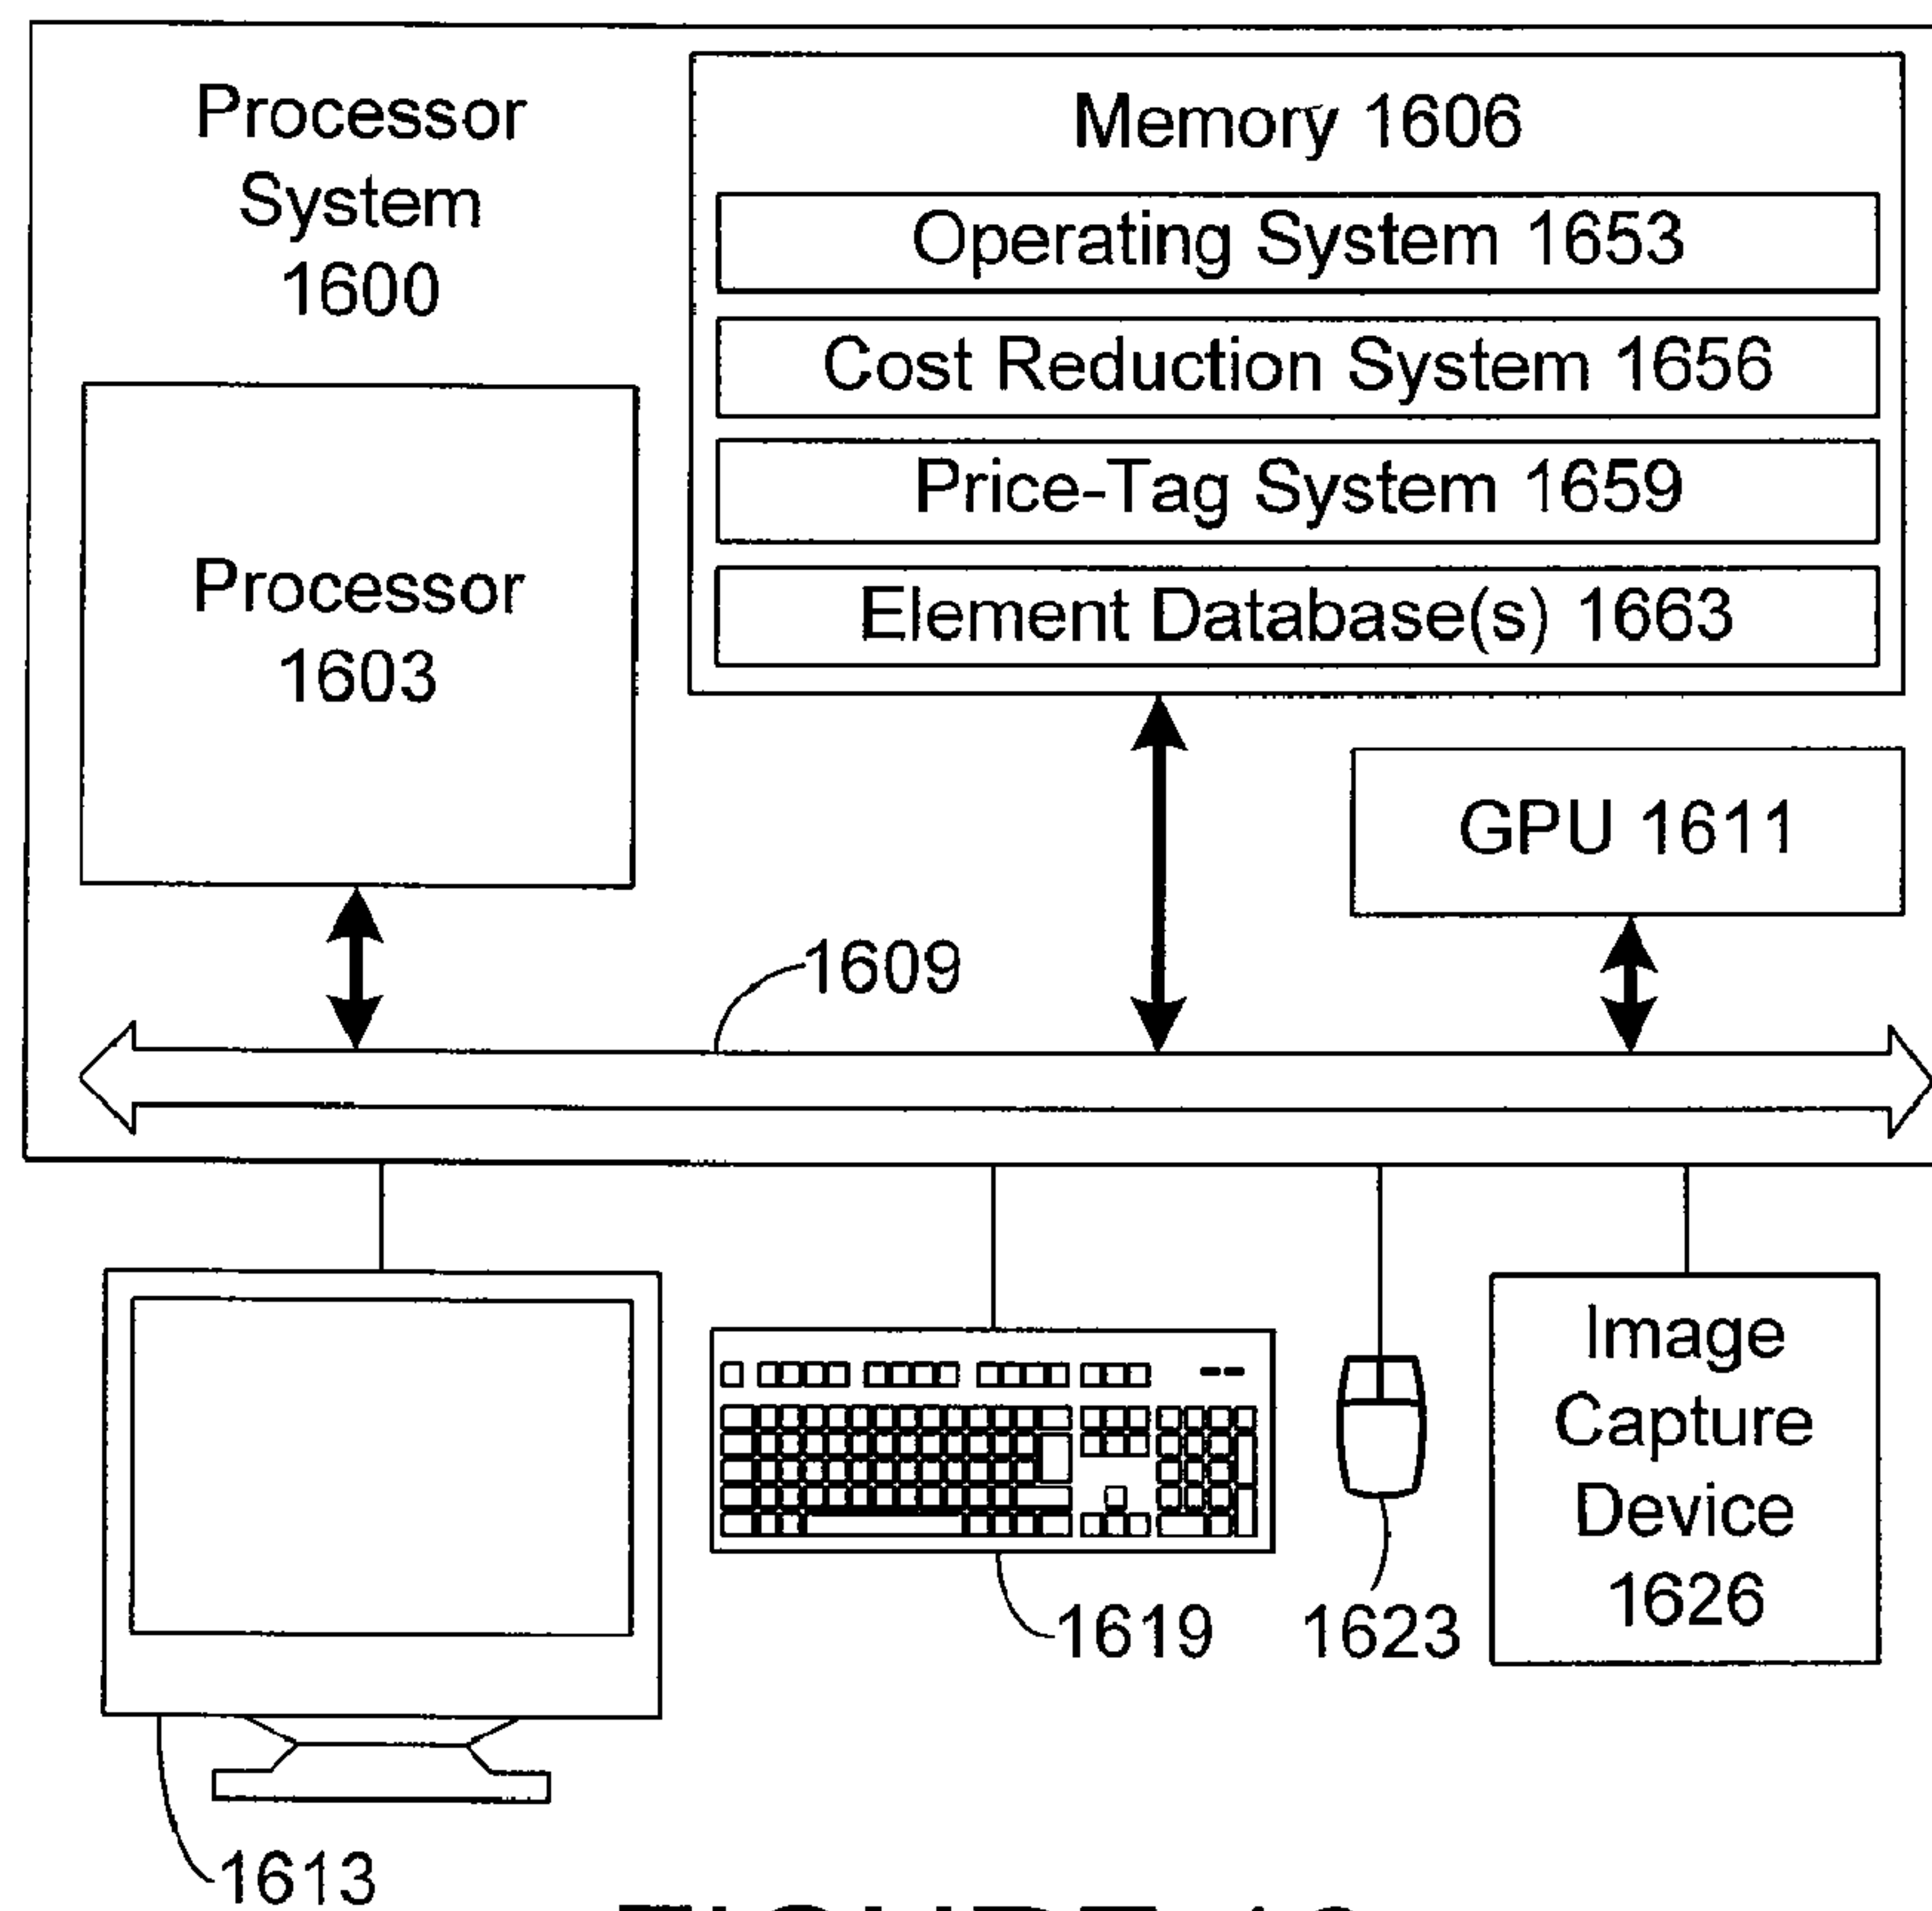 Processor
System
1600
Memory 1606
Operating System 1653
Cost Reduction System 1656
Price-Tag System 1659
Element Database(s) 1663
Processor
1603
GPU 1611
1609
Image
Capture
Device
1626
1619
1623
1613